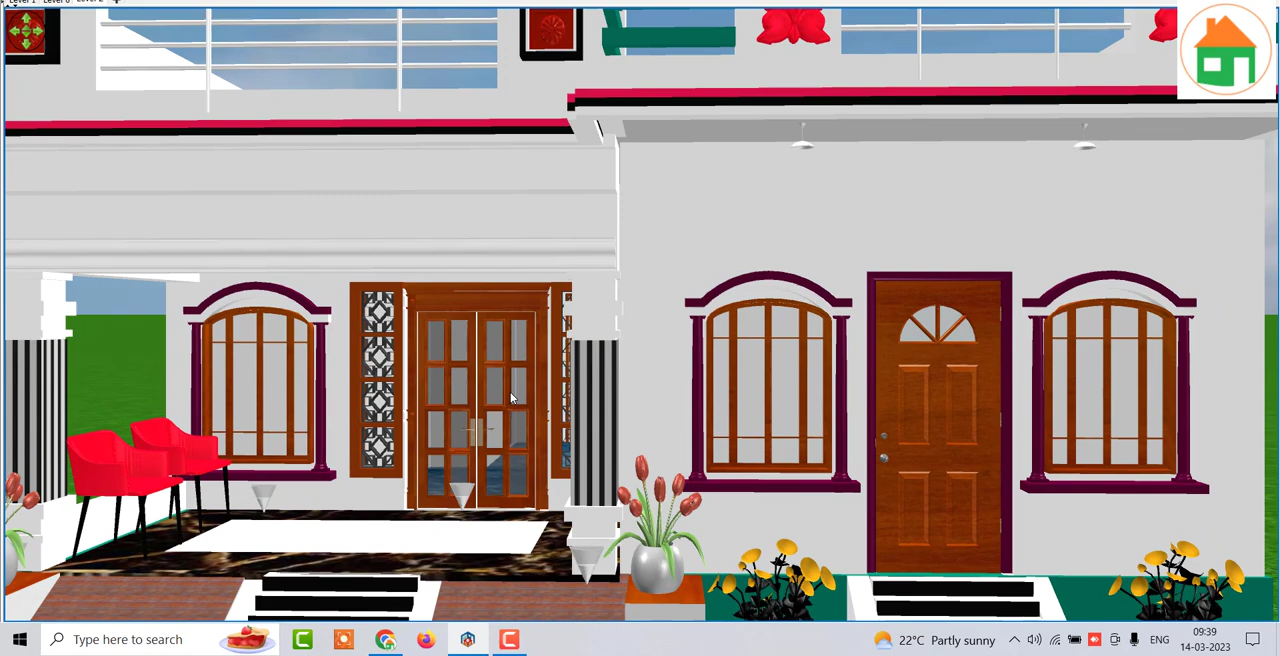 Type here to search
22°C Partly sunny
ENG
09:39
14-03-2023